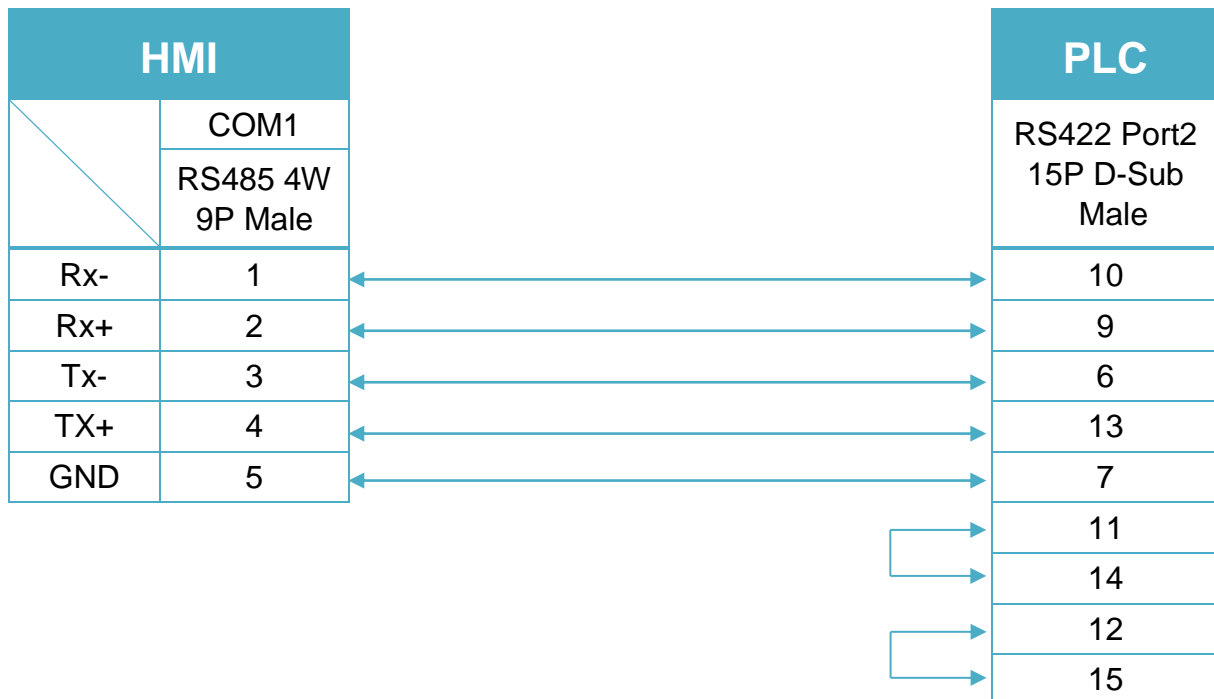 HMI
PLC
COM1
RS485 4W
9P Male
RS422 Port2
15P D-Sub
Male
Rx- 1 10
Rx+ 2 9
Tx- 3 6
TX+ 4 13
GND 5 7
11
14
12
15